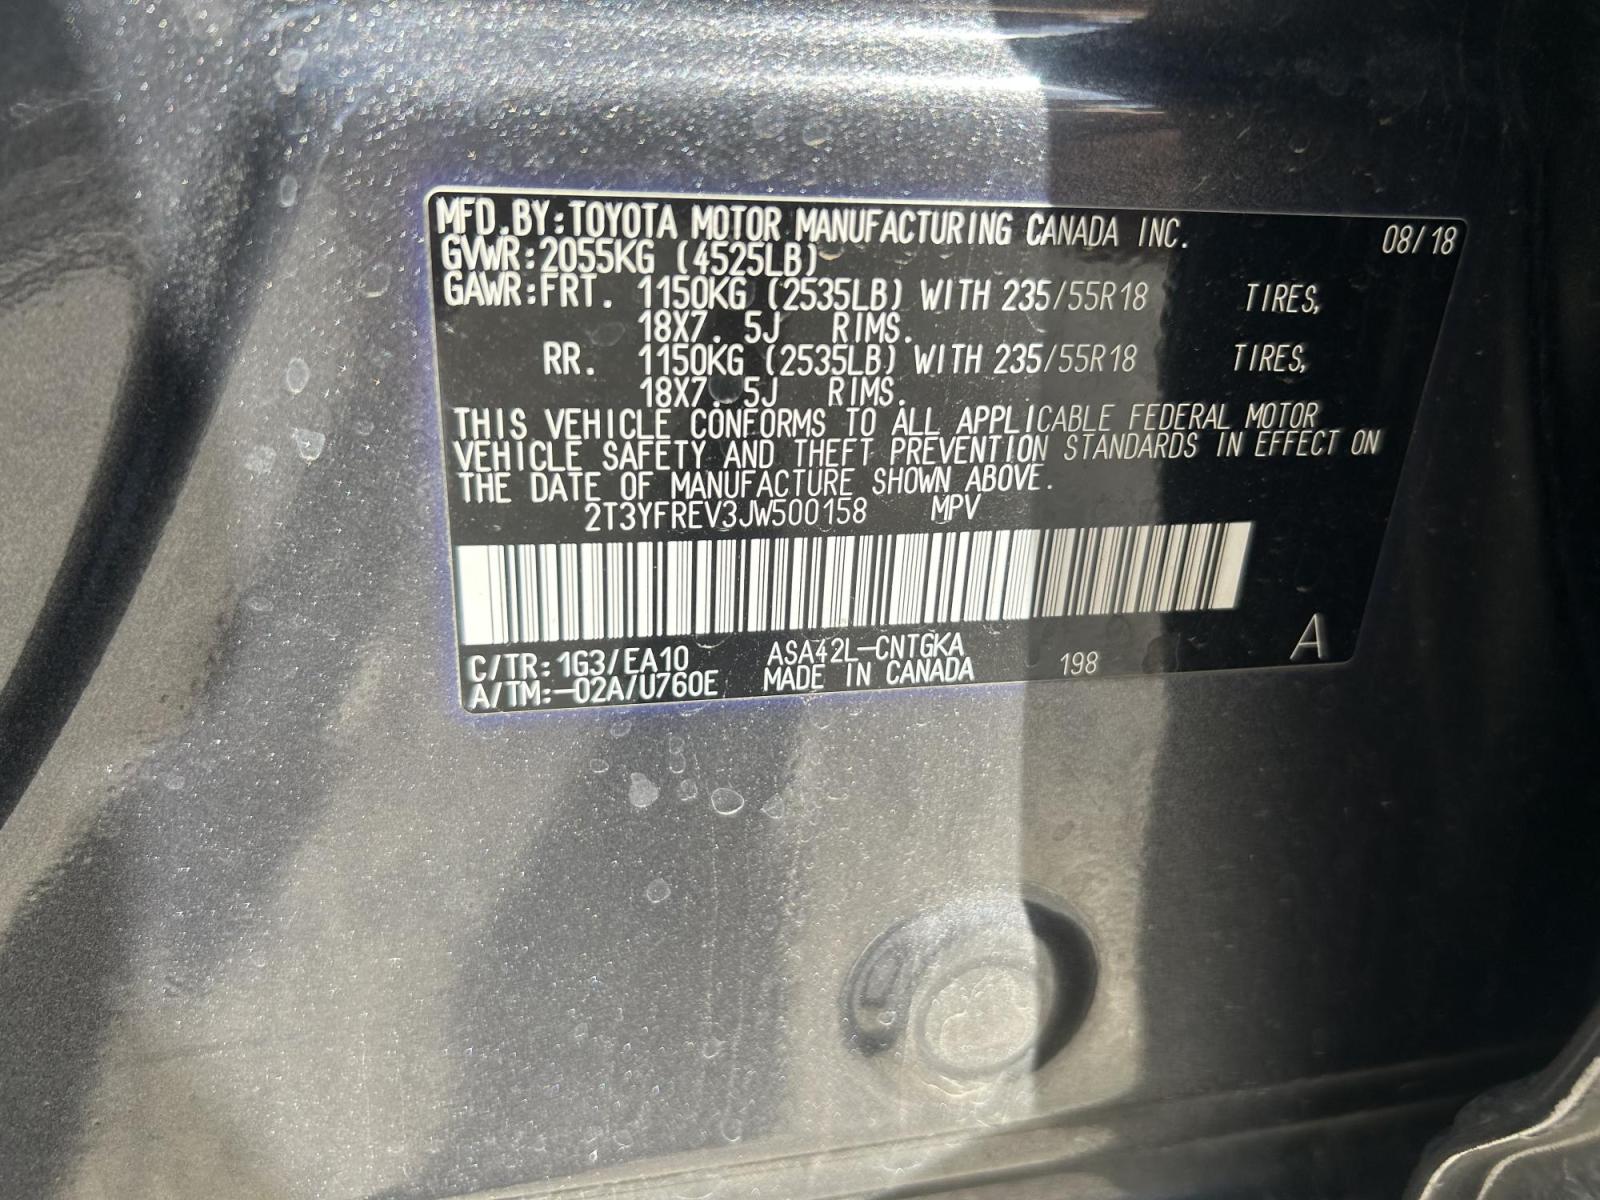 MFD.BY:TOYOTA MOTOR MANUFACTURING CANADA INC. 08/18
GVWR:2055KG (4525LB)
GAWR:FRT. 1150KG (2535LB) WITH 235/55R18 TIRES,
18X7.5J RIMS.
RR. 1150KG (2535LB) WITH 235/55R18 TIRES,
18X7.5J RIMS.
THIS VEHICLE CONFORMS TO ALL APPLICABLE FEDERAL MOTOR
VEHICLE SAFETY AND THEFT PREVENTION STANDARDS IN EFFECT ON
THE DATE OF MANUFACTURE SHOWN ABOVE.
2T3YFREV3JW500158 MPV
C/TR:1G3/EA10 ASA42L-CNTGKA 198 A
A/TM:-02A/U760E MADE IN CANADA